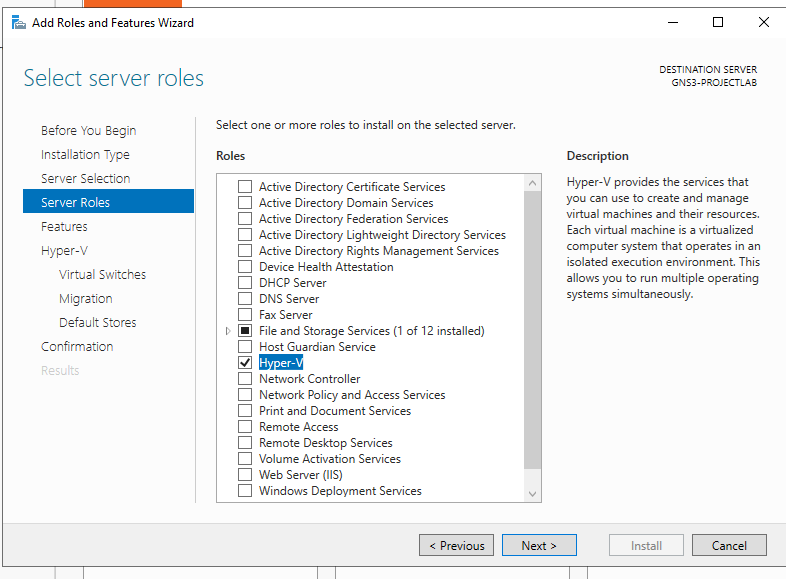 Add Roles and Features Wizard
Select server roles
DESTINATION SERVER
GNS3-PROJECTLAB
Before You Begin
Installation Type
Server Selection
Server Roles
Features
Hyper-V
Virtual Switches
Migration
Default Stores
Confirmation
Results
Select one or more roles to install on the selected server.
Roles
Active Directory Certificate Services
Active Directory Domain Services
Active Directory Federation Services
Active Directory Lightweight Directory Services
Active Directory Rights Management Services
Device Health Attestation
DHCP Server
DNS Server
Fax Server
File and Storage Services (1 of 12 installed)
Host Guardian Service
Hyper-V
Network Controller
Network Policy and Access Services
Print and Document Services
Remote Access
Remote Desktop Services
Volume Activation Services
Web Server (IIS)
Windows Deployment Services
Description
Hyper-V provides the services that
you can use to create and manage
virtual machines and their resources.
Each virtual machine is a virtualized
computer system that operates in an
isolated execution environment. This
allows you to run multiple operating
systems simultaneously.
< Previous
Next >
Install
Cancel